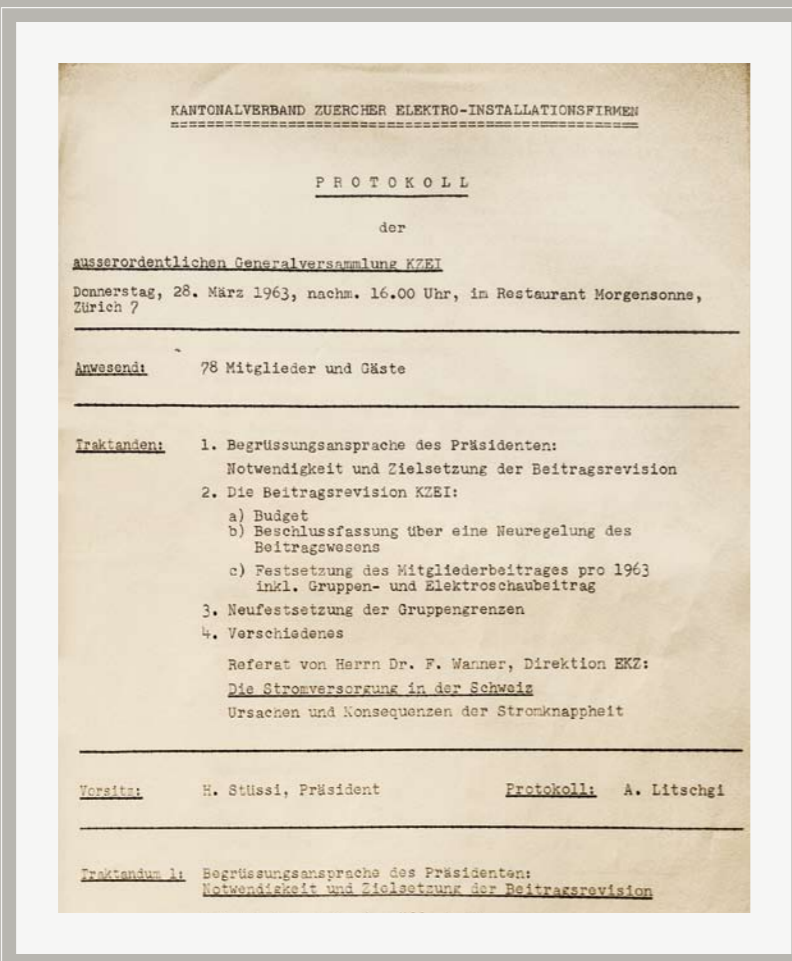 KANTONALVERBAND ZUERCHER ELEKTRO-INSTALLATIONSFIRMEN
PROTOKOLL
der
ausserordentlichen Generalversammlung KZEI
Donnerstag, 28. März 1963, nachm. 16.00 Uhr, im Restaurant Morgensonne,
Zürich 7
Anwesend: 78 Mitglieder und Gäste
Traktanden: 1. Begrüssungsansprache des Präsidenten:
Notwendigkeit und Zielsetzung der Beitragsrevision
2. Die Beitragsrevision KZEI:
a) Budget
b) Beschlussfassung über eine Neuregelung des
Beitragswesens
c) Festsetzung des Mitgliederbeitrages pro 1963
inkl. Gruppen- und Elektroschaubeitrag
3. Neufestsetzung der Gruppengrenzen
4. Verschiedenes
Referat von Herrn Dr. F. Wanner, Direktion EKZ:
Die Stromversorgung in der Schweiz
Ursachen und Konsequenzen der Stromknappheit
Vorsitz: H. Stüssi, Präsident Protokoll: A. Litschgi
Traktandum 1: Begrüssungsansprache des Präsidenten:
Notwendigkeit und Zielsetzung der Beitragsrevision